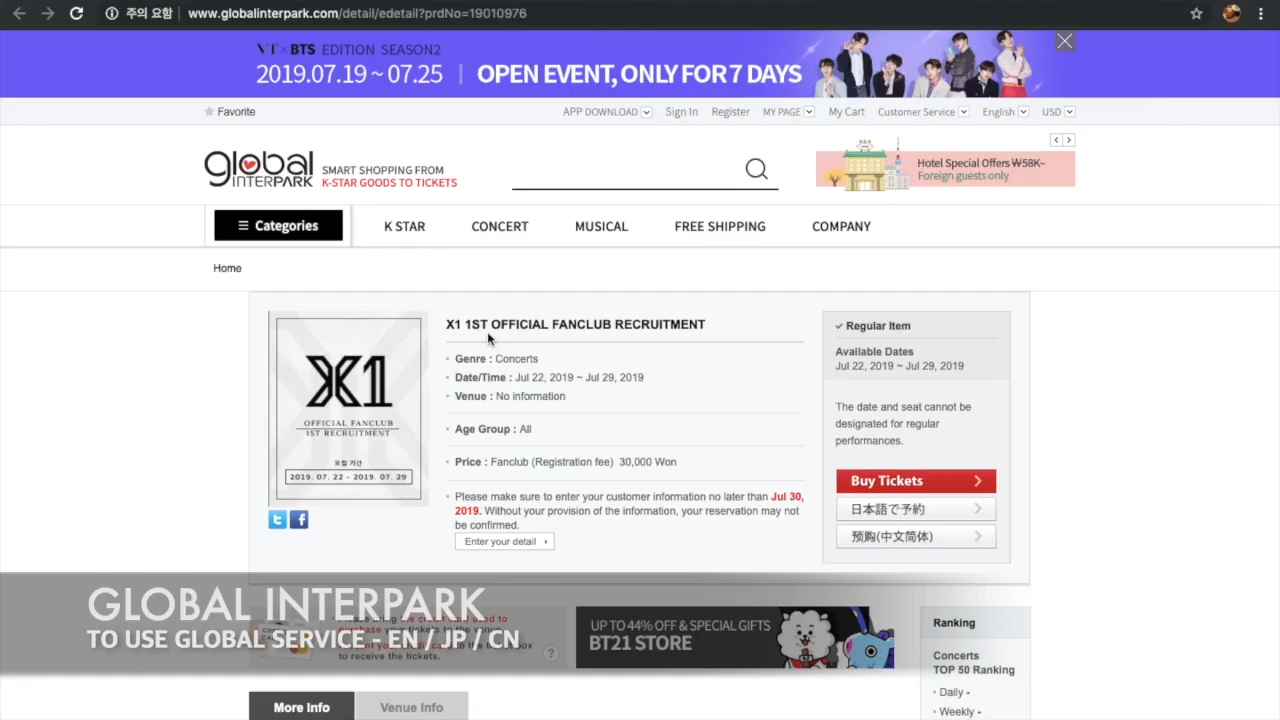 주의 요함 | www.globalinterpark.com/detail/edetail?prdNo=19010976
VT × BTS EDITION SEASON2
2019.07.19 ~ 07.25 | OPEN EVENT, ONLY FOR 7 DAYS
Favorite
APP DOWNLOAD Sign In Register MY PAGE My Cart Customer Service English USD
global INTERPARK
SMART SHOPPING FROM
K-STAR GOODS TO TICKETS
Hotel Special Offers ₩58K~
Foreign guests only
Categories K STAR CONCERT MUSICAL FREE SHIPPING COMPANY
Home
X1
OFFICIAL FANCLUB
1ST RECRUITMENT
모집 기간
2019. 07. 22 - 2019. 07. 29
X1 1ST OFFICIAL FANCLUB RECRUITMENT
Genre : Concerts
Date/Time : Jul 22, 2019 ~ Jul 29, 2019
Venue : No information
Age Group : All
Price : Fanclub (Registration fee) 30,000 Won
Please make sure to enter your customer information no later than Jul 30,
2019. Without your provision of the information, your reservation may not
be confirmed.
Enter your detail
Regular Item
Available Dates
Jul 22, 2019 ~ Jul 29, 2019
The date and seat cannot be
designated for regular
performances.
Buy Tickets
日本語で予約
预购(中文简体)
GLOBAL INTERPARK
TO USE GLOBAL SERVICE - EN / JP / CN
to receive the tickets.
?
UP TO 44% OFF & SPECIAL GIFTS
BT21 STORE
Ranking
Concerts
TOP 50 Ranking
Daily
Weekly
More Info Venue Info